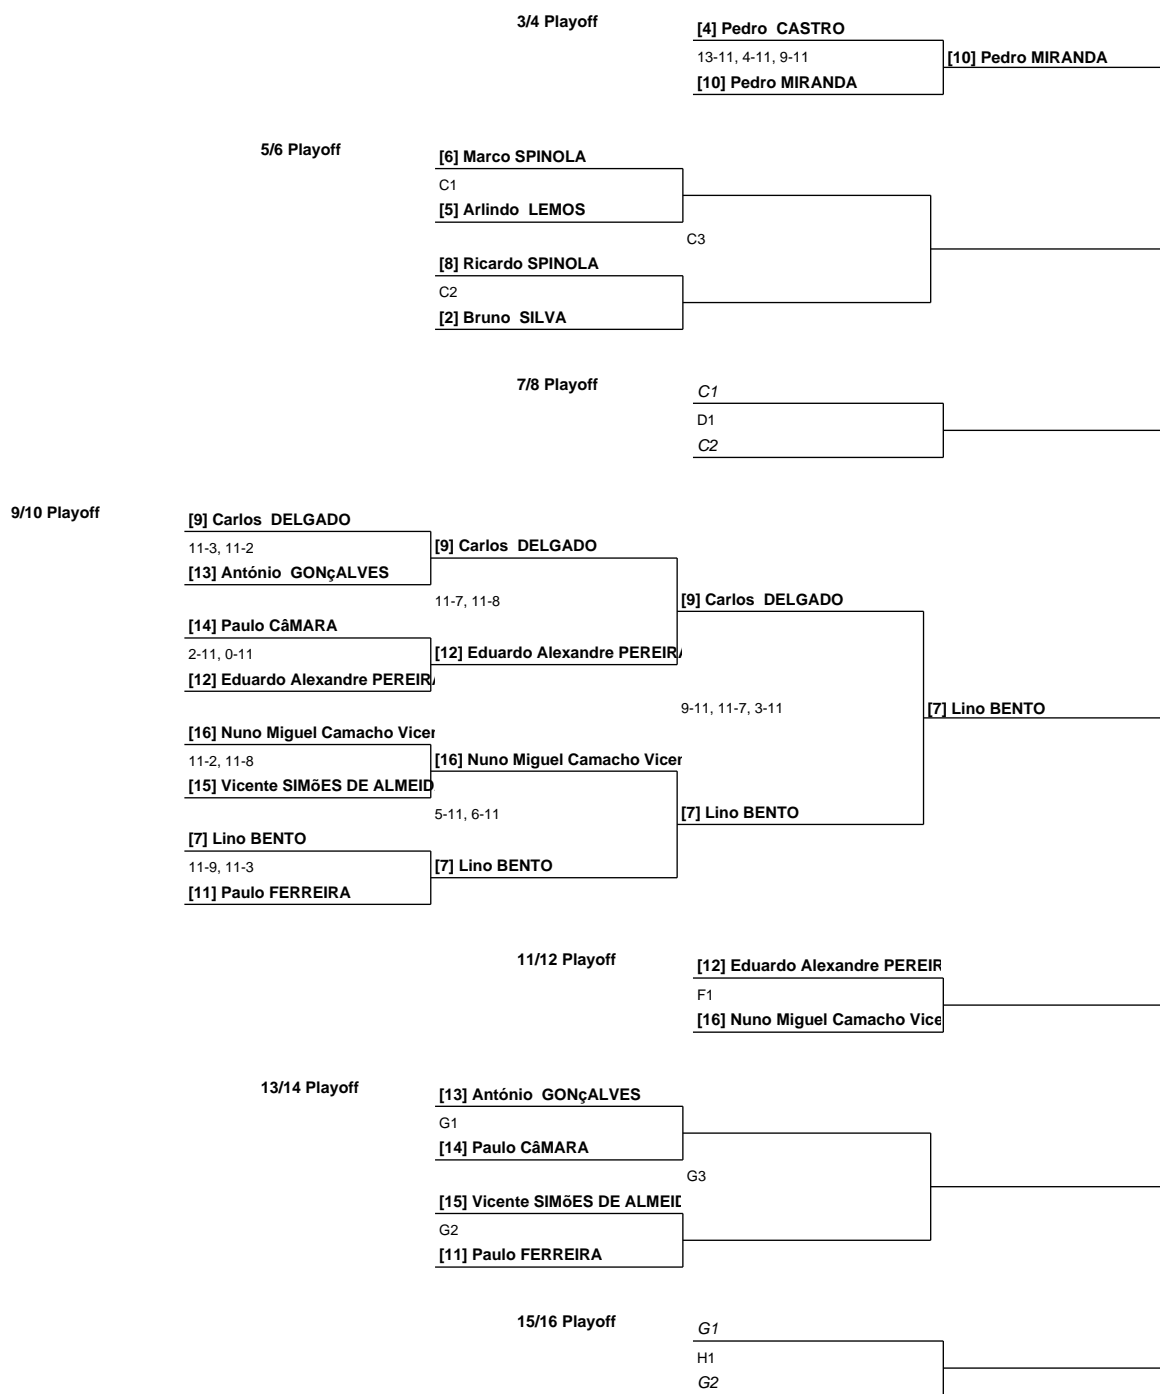 3/4 Playoff
[4] Pedro  CASTRO
13-11, 4-11, 9-11
[10] Pedro MIRANDA
[10] Pedro MIRANDA
5/6 Playoff
[6] Marco SPINOLA
C1
[5] Arlindo  LEMOS
C3
[8] Ricardo SPINOLA
C2
[2] Bruno  SILVA
7/8 Playoff
C1
D1
C2
9/10 Playoff
[9] Carlos  DELGADO
11-3, 11-2
[13] António  GONçALVES
[9] Carlos  DELGADO
11-7, 11-8
[9] Carlos  DELGADO
[14] Paulo CâMARA
2-11, 0-11
[12] Eduardo Alexandre PEREIR
[12] Eduardo Alexandre PEREIRA
9-11, 11-7, 3-11
[7] Lino BENTO
[16] Nuno Miguel Camacho Vicer
11-2, 11-8
[15] Vicente SIMõES DE ALMEID
[16] Nuno Miguel Camacho Vicer
5-11, 6-11
[7] Lino BENTO
[7] Lino BENTO
11-9, 11-3
[11] Paulo FERREIRA
[7] Lino BENTO
11/12 Playoff
[12] Eduardo Alexandre PEREIR
F1
[16] Nuno Miguel Camacho Vice
13/14 Playoff
[13] António  GONçALVES
G1
[14] Paulo CâMARA
G3
[15] Vicente SIMõES DE ALMEID
G2
[11] Paulo FERREIRA
15/16 Playoff
G1
H1
G2